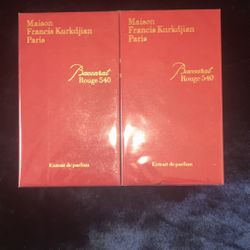 Maison
Francis Kurkdjian
Paris
Baccarat
Rouge 540
Extrait de parfum
Maison
Francis Kurkdjian
Paris
Baccarat
Rouge 540
Extrait de parfum